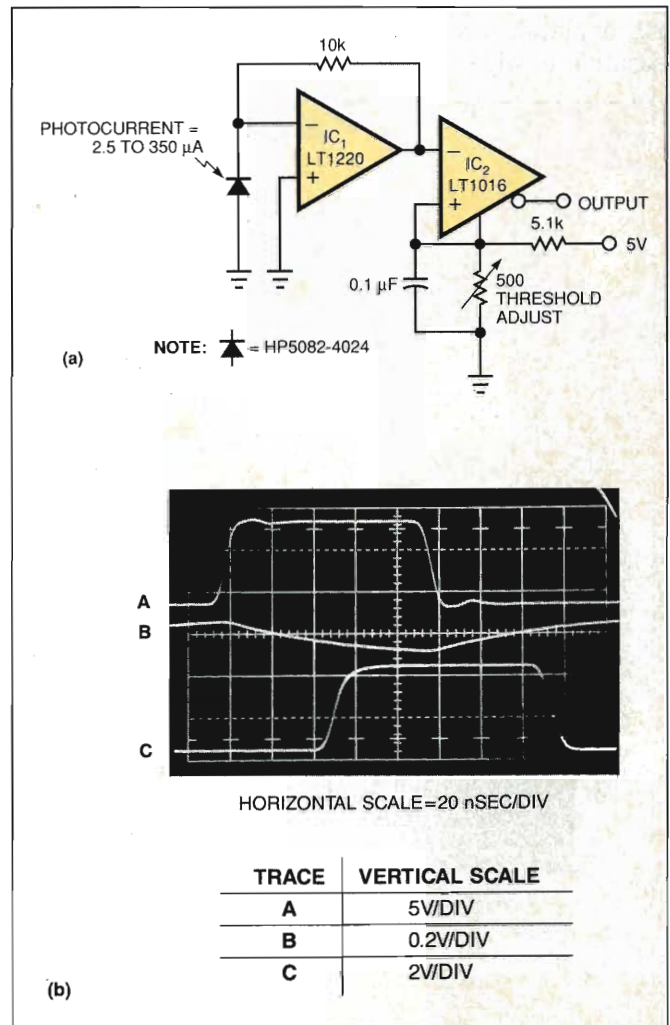 10k
PHOTOCURRENT =
2.5 TO 350 µA
−
IC1
LT1220
+
−
IC2
LT1016
+
OUTPUT
5.1k
5V
0.1 µF
500
THRESHOLD
ADJUST
NOTE: = HP5082-4024
(a)
A
B
C
HORIZONTAL SCALE=20 nSEC/DIV
TRACE VERTICAL SCALE
A 5V/DIV
B 0.2V/DIV
C 2V/DIV
(b)